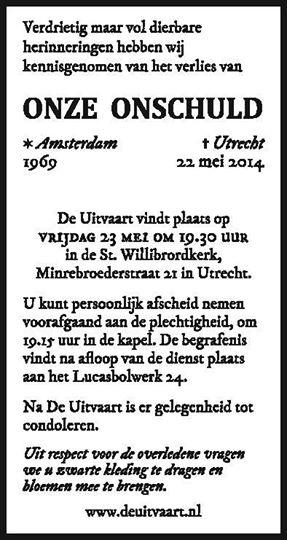 Verdrietig maar vol dierbare
herinneringen hebben wij
kennisgenomen van het verlies van
ONZE ONSCHULD
* Amsterdam † Utrecht
1969 22 mei 2014
De Uitvaart vindt plaats op
VRIJDAG 23 MEI OM 19.30 UUR
in de St. Willibrordkerk,
Minrebroederstraat 21 in Utrecht.
U kunt persoonlijk afscheid nemen
voorafgaand aan de plechtigheid, om
19.15 uur in de kapel. De begrafenis
vindt na afloop van de dienst plaats
aan het Lucasbolwerk 24.
Na De Uitvaart is er gelegenheid tot
condoleren.
Uit respect voor de overledene vragen
we u zwarte kleding te dragen en
bloemen mee te brengen.
www.deuitvaart.nl